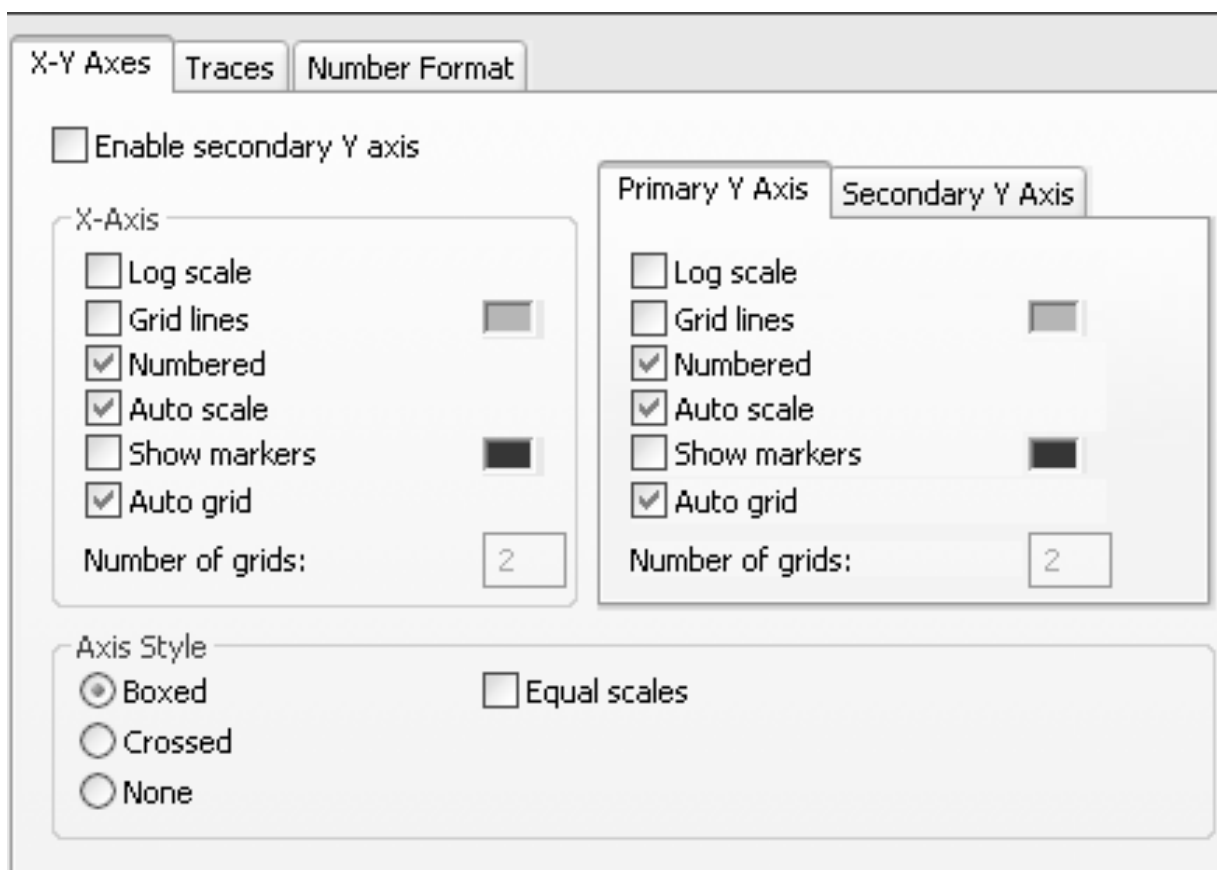 X-Y Axes Traces Number Format
Enable secondary Y axis
Primary Y Axis Secondary Y Axis
X-Axis
Log scale
Grid lines
Numbered
Auto scale
Show markers
Auto grid
Number of grids: 2
Log scale
Grid lines
Numbered
Auto scale
Show markers
Auto grid
Number of grids: 2
Axis Style
Boxed Equal scales
Crossed
None